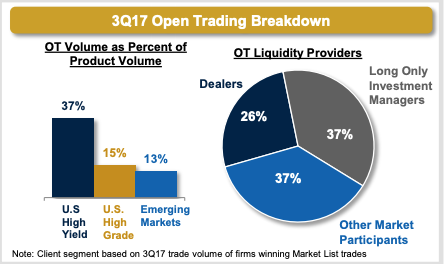 3Q17 Open Trading Breakdown
OT Volume as Percent of
Product Volume
37%
15%
13%
U.S
High
Yield
U.S.
High
Grade
Emerging
Markets
OT Liquidity Providers
Dealers
26%
Long Only
Investment
Managers
37%
37%
Other Market
Participants
Note: Client segment based on 3Q17 trade volume of firms winning Market List trades